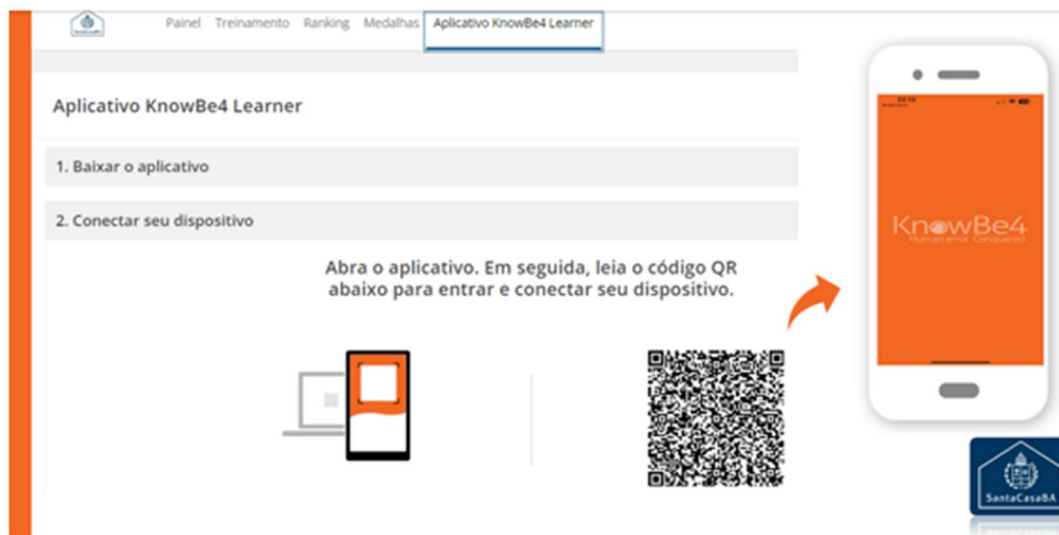 Painel Treinamento Ranking Medalhas Aplicativo KnowBe4 Learner
Aplicativo KnowBe4 Learner
1. Baixar o aplicativo
2. Conectar seu dispositivo
Abra o aplicativo. Em seguida, leia o código QR
abaixo para entrar e conectar seu dispositivo.
KnowBe4
Human error. Conquered.
SantaCasaBA